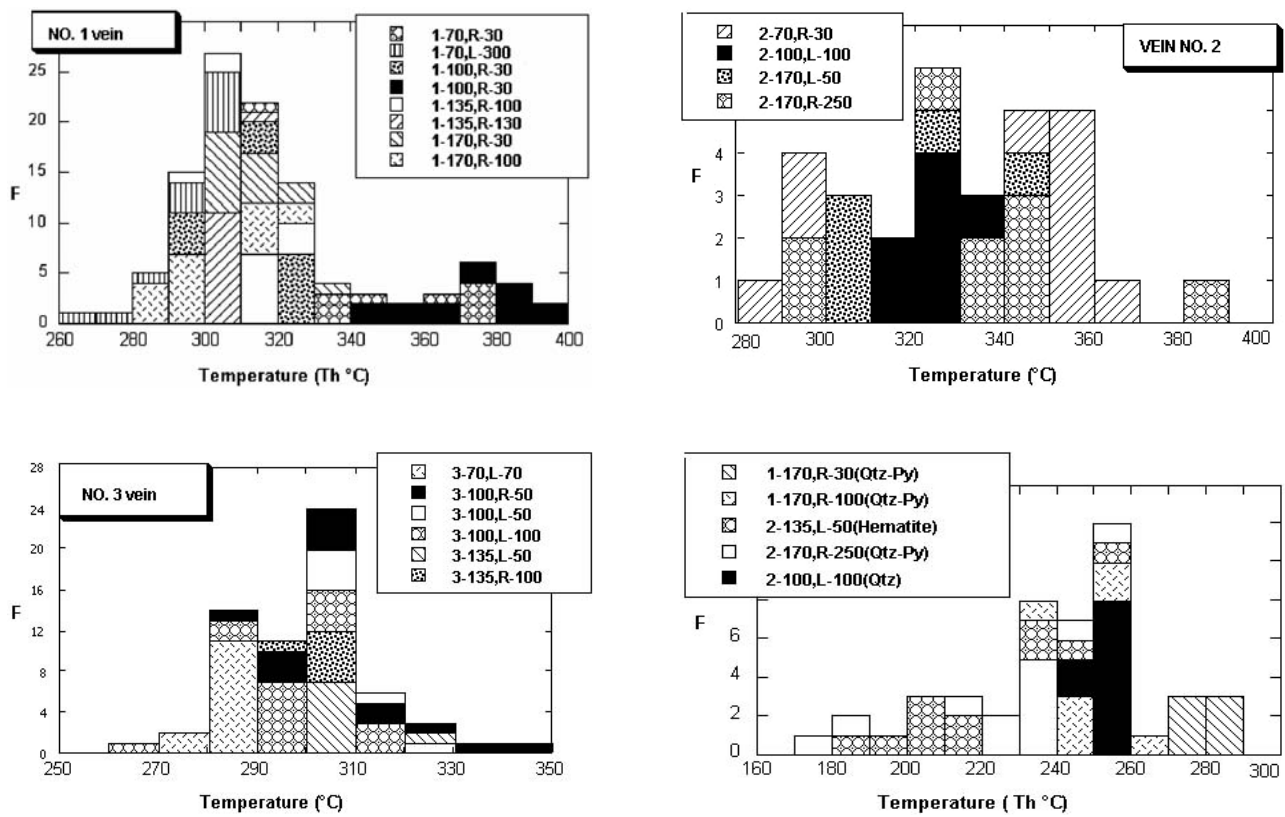 NO. 1 vein
1-70,R-30
1-70,L-300
1-100,R-30
1-100,R-30
1-135,R-100
1-135,R-130
1-170,R-30
1-170,R-100
25
20
15
10
5
0
F
260 280 300 320 340 360 380 400
Temperature (Th °C)
2-70,R-30
2-100,L-100
2-170,L-50
2-170,R-250
VEIN NO. 2
4
3
2
1
0
F
280 300 320 340 360 380 400
Temperature (°C)
NO. 3 vein
3-70,L-70
3-100,R-50
3-100,L-50
3-100,L-100
3-135,L-50
3-135,R-100
28
24
20
16
12
8
4
0
F
250 270 290 310 330 350
Temperature (°C)
1-170,R-30(Qtz-Py)
1-170,R-100(Qtz-Py)
2-135,L-50(Hematite)
2-170,R-250(Qtz-Py)
2-100,L-100(Qtz)
6
4
2
0
F
160 180 200 220 240 260 280 300
Temperature ( Th °C)